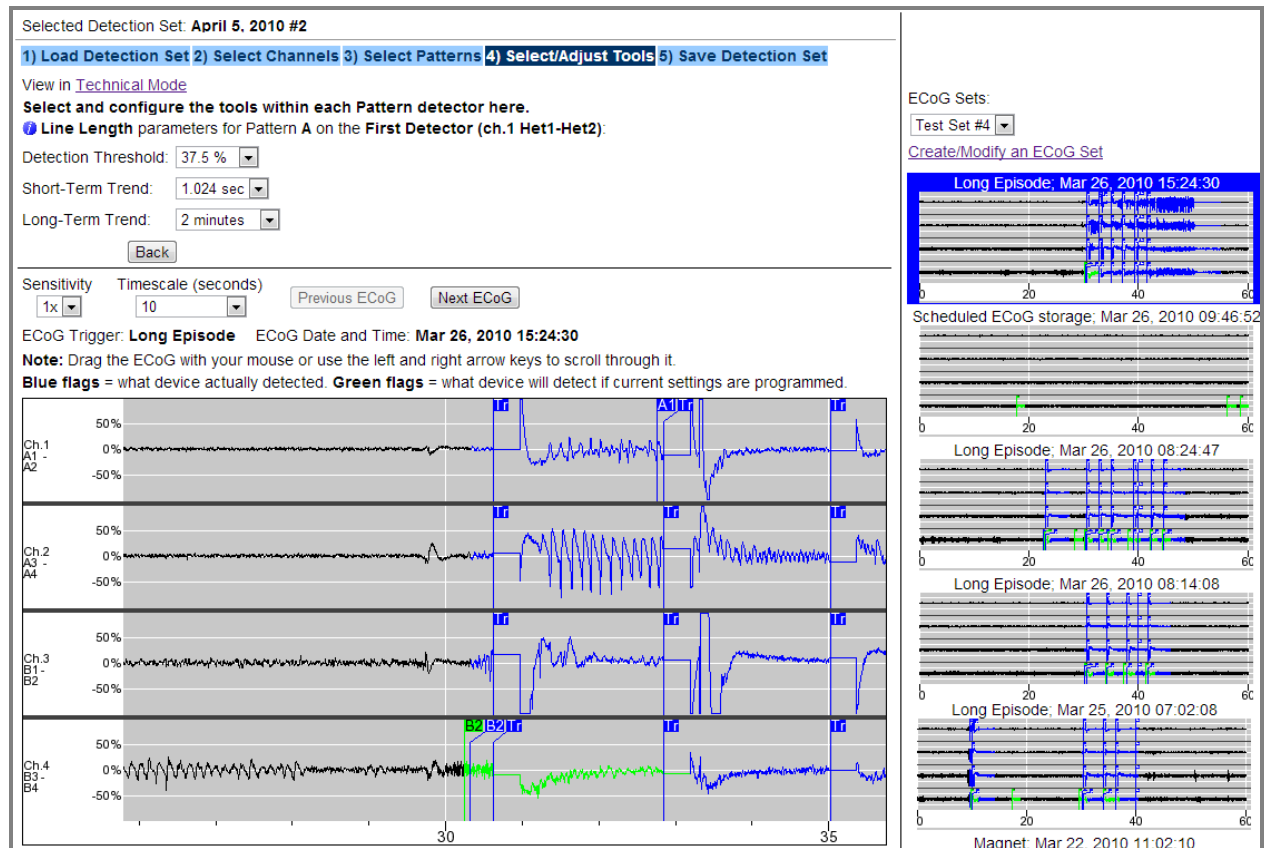 Selected Detection Set: April 5, 2010 #2
1) Load Detection Set 2) Select Channels 3) Select Patterns 4) Select/Adjust Tools 5) Save Detection Set
View in Technical Mode
Select and configure the tools within each Pattern detector here.
i Line Length parameters for Pattern A on the First Detector (ch.1 Het1-Het2):
Detection Threshold: 37.5 %
Short-Term Trend: 1.024 sec
Long-Term Trend: 2 minutes
Back
Sensitivity Timescale (seconds)
1x 10 Previous ECoG Next ECoG
ECoG Trigger: Long Episode ECoG Date and Time: Mar 26, 2010 15:24:30
Note: Drag the ECoG with your mouse or use the left and right arrow keys to scroll through it.
Blue flags = what device actually detected. Green flags = what device will detect if current settings are programmed.
Tr A1 Tr Tr
50%
Ch.1 0%
A1 -
A2
-50%
Tr Tr Tr
50%
Ch.2 0%
A3 -
A4
-50%
Tr Tr Tr
50%
Ch.3 0%
B1 -
B2
-50%
B2 B2 Tr Tr Tr
50%
Ch.4 0%
B3 -
B4
-50%
30 35
ECoG Sets:
Test Set #4
Create/Modify an ECoG Set
Long Episode; Mar 26, 2010 15:24:30
0 20 40 60
Scheduled ECoG storage; Mar 26, 2010 09:46:52
0 20 40 60
Long Episode; Mar 26, 2010 08:24:47
0 20 40 60
Long Episode; Mar 26, 2010 08:14:08
0 20 40 60
Long Episode; Mar 25, 2010 07:02:08
0 20 40 60
Magnet; Mar 22, 2010 11:02:10